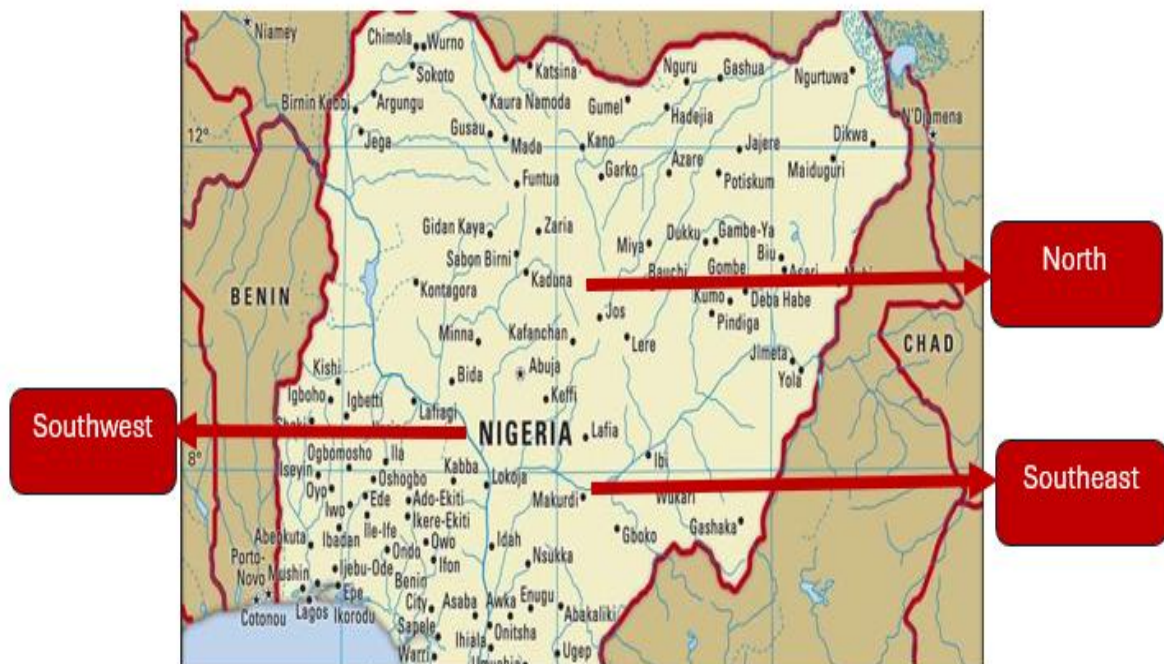 Niamey
Chimola
Wurno
Sokoto
Katsina
Nguru
Gashua
Ngurtuwa
Birnin Kebbi
Argungu
Kaura Namoda
Gumel
Hadejia
N'Djamena
12°
Jega
Gusau
Mada
Kano
Jajere
Dikwa
Garko
Azare
Maiduguri
Funtua
Potiskum
Gidan Kaya
Zaria
Miya
Dukku
Gambe-Ya
Biu
North
Sabon Birni
Kaduna
Bauchi
Gombe
BENIN
Kontagora
Kumo
Deba Habe
Jos
Pindiga
Minna
Kafanchan
Lere
CHAD
Kishi
Abuja
Jimeta
Yola
Igboho
Igbetti
Bida
Keffi
Lafiagi
Southwest
NIGERIA
Lafia
Ogbomosho
Ila
Ibi
8°
Iseyin
Oshogbo
Kabba
Lokoja
Southeast
Oyo
Ede
Ado-Ekiti
Makurdi
Wukari
Iwo
Ikere-Ekiti
Ile-Ife
Gboko
Gashaka
Abeokuta
Ibadan
Ondo
Owo
Idah
Porto-
Novo
Mushin
Ijebu-Ode
Ifon
Nsukka
Benin
City
Epe
Asaba
Awka
Enugu
Abakaliki
Cotonou
Lagos
Ikorodu
Sapele
Ihiala
Onitsha
Warri
Ugep